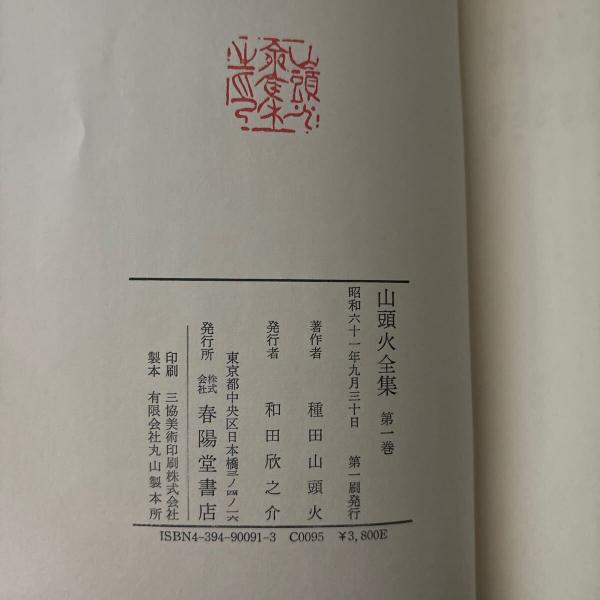 山頭火全集 第一巻
昭和六十一年九月三十日 第一刷発行
著作者 種田山頭火
発行者 和田欣之介
東京都中央区日本橋三ノ四ノ一六
発行所 株式会社 春陽堂書店
印刷 三協美術印刷株式会社
製本 有限会社丸山製本所
ISBN4-394-90091-3 C0095 ¥3,800E